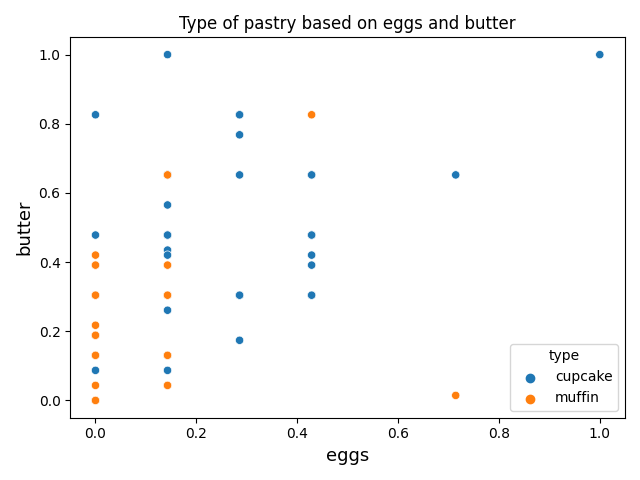 Type of pastry based on eggs and butter
1.0
0.8
0.6
0.4
0.2
0.0
butter
0.0 0.2 0.4 0.6 0.8 1.0
eggs
type
cupcake
muffin